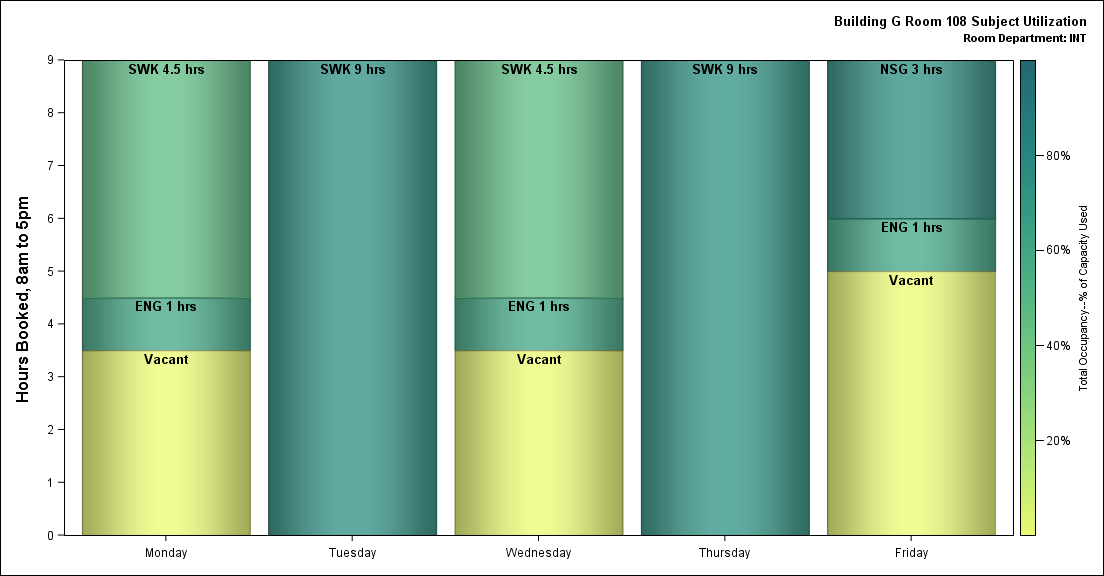 Building G Room 108 Subject Utilization
Room Department: INT
Hours Booked, 8am to 5pm
9
8
7
6
5
4
3
2
1
0
SWK 4.5 hrs
ENG 1 hrs
Vacant
SWK 9 hrs
SWK 4.5 hrs
ENG 1 hrs
Vacant
SWK 9 hrs
NSG 3 hrs
ENG 1 hrs
Vacant
Monday
Tuesday
Wednesday
Thursday
Friday
80%
60%
40%
20%
Total Occupancy--% of Capacity Used